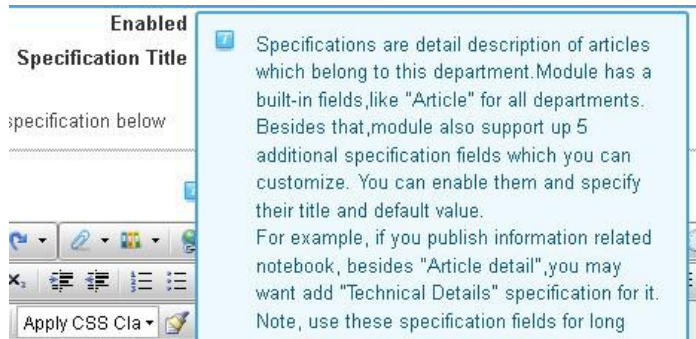 Enabled
Specification Title
specification below
Specifications are detail description of articles
which belong to this department.Module has a
built-in fields,like "Article" for all departments.
Besides that,module also support up 5
additional specification fields which you can
customize. You can enable them and specify
their title and default value.
For example, if you publish information related
notebook, besides "Article detail",you may
want add "Technical Details" specification for it.
Note, use these specification fields for long
Apply CSS Cla